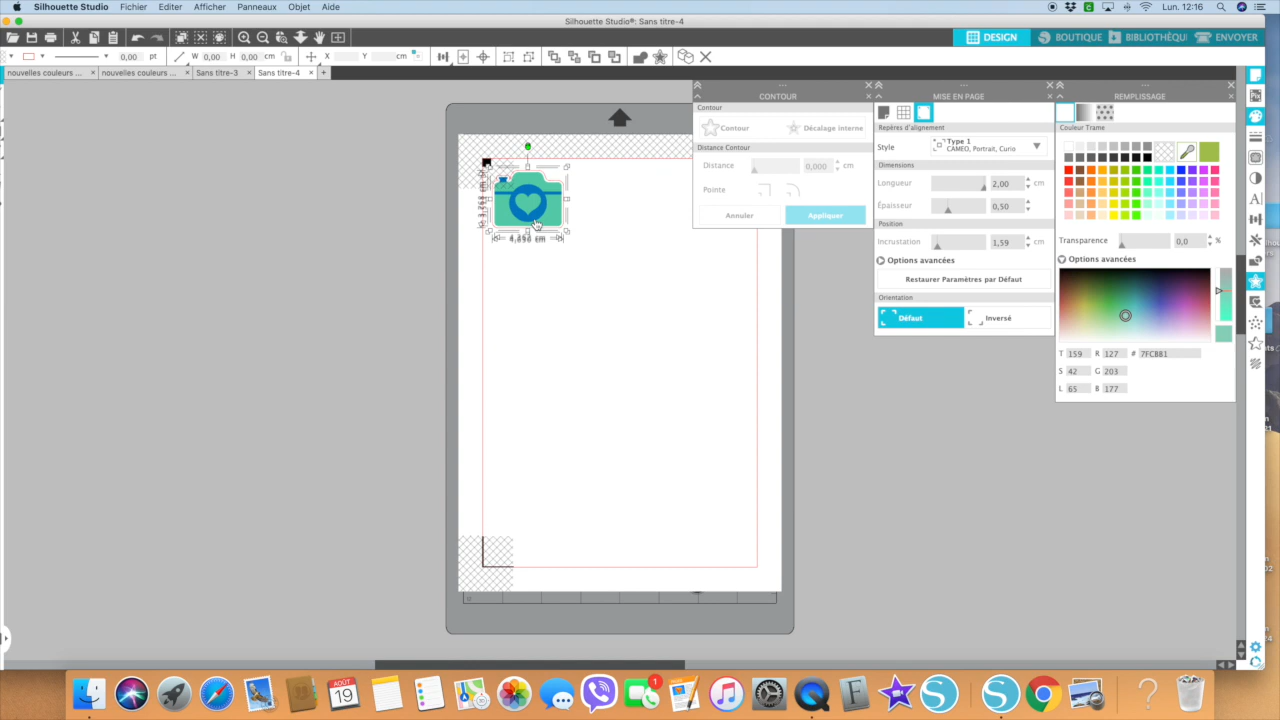 Silhouette Studio Fichier Editer Afficher Panneaux Objet Aide Lun. 12:16
Silhouette Studio®: Sans titre-4
DESIGN BOUTIQUE BIBLIOTHÈQU ENVOYER
0,00 pt W 0,00 H 0,00 cm X Y cm
nouvelles couleurs ... × nouvelles couleurs ... × Sans titre-3 × Sans titre-4 × +
CONTOUR
Contour
Contour Décalage interne
Distance Contour
Distance 0,000 cm
Pointe
Annuler Appliquer
MISE EN PAGE
Repères d'alignement
Style Type 1
CAMEO, Portrait, Curio
Dimensions
Longueur 2,00 cm
Épaisseur 0,50
Position
Incrustation 1,59 cm
Options avancées
Restaurer Paramètres par Défaut
Orientation
Défaut Inversé
REMPLISSAGE
Couleur Trame
Transparence 0,0 %
Options avancées
T 159 R 127 # 7FCBB1
S 42 G 203
L 65 B 177
AOÛT
19
1